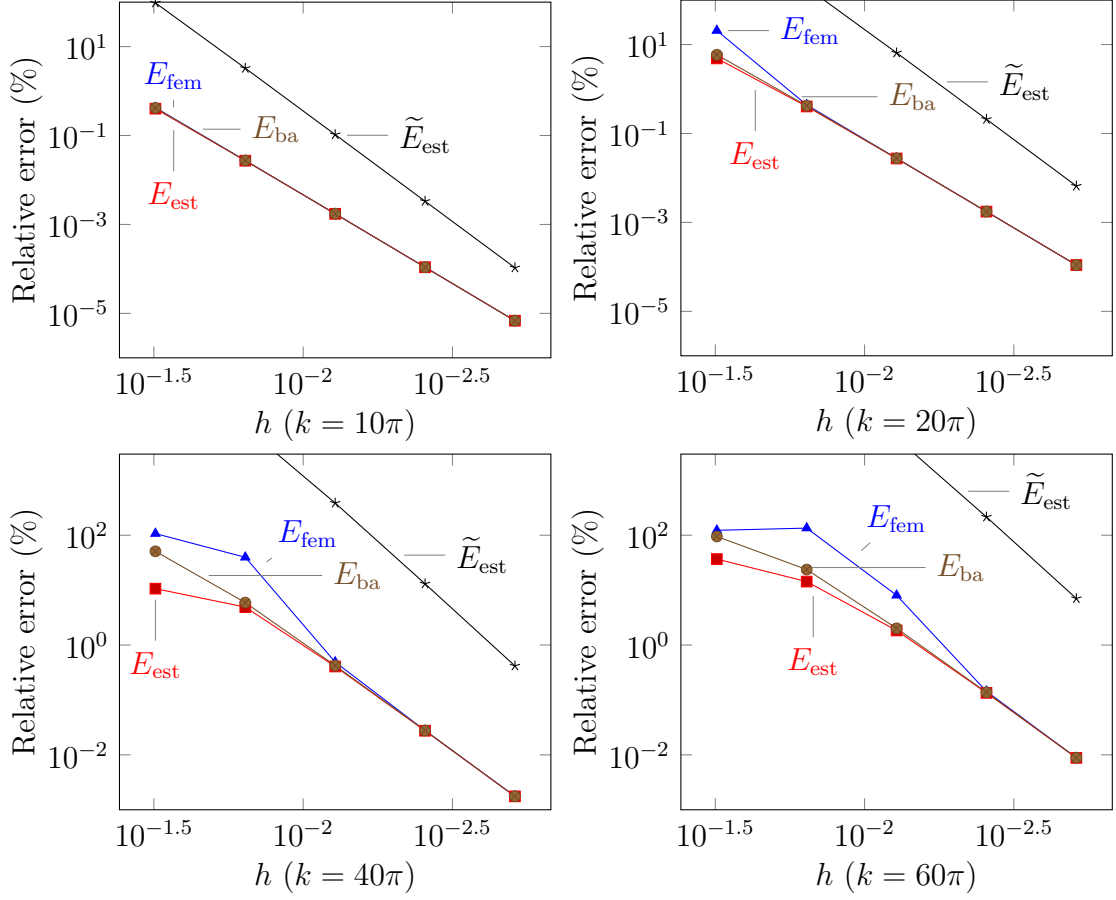 Relative error (%)
10^1
10^−1
10^−3
10^−5
E_fem
E_ba
Ẽ_est
E_est
10^−1.5
10^−2
10^−2.5
h (k = 10π)
Relative error (%)
10^1
10^−1
10^−3
10^−5
E_fem
Ẽ_est
E_ba
E_est
10^−1.5
10^−2
10^−2.5
h (k = 20π)
Relative error (%)
10^2
10^0
10^−2
E_fem
Ẽ_est
E_ba
E_est
10^−1.5
10^−2
10^−2.5
h (k = 40π)
Relative error (%)
10^2
10^0
10^−2
Ẽ_est
E_fem
E_ba
E_est
10^−1.5
10^−2
10^−2.5
h (k = 60π)